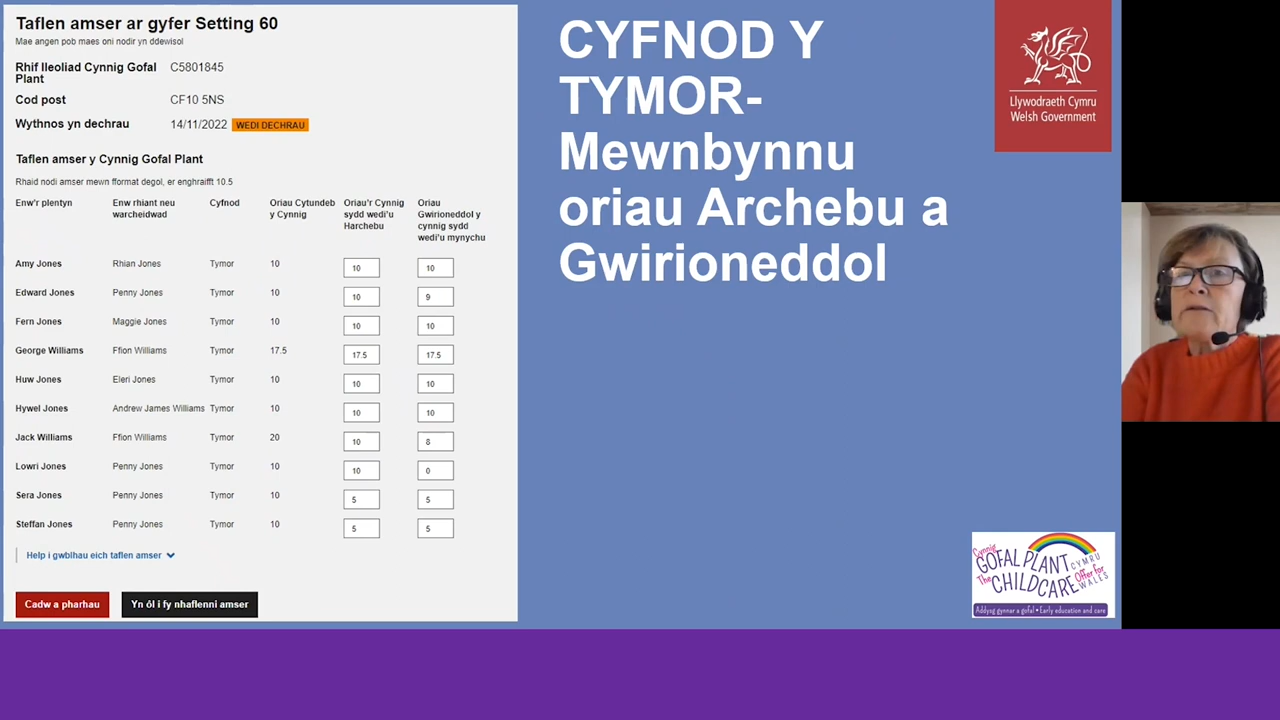 Taflen amser ar gyfer Setting 60
Mae angen pob maes oni nodir yn ddewisol
Rhif lleoliad Cynnig Gofal Plant C5801845
Cod post CF10 5NS
Wythnos yn dechrau 14/11/2022 WEDI DECHRAU
Taflen amser y Cynnig Gofal Plant
Rhaid nodi amser mewn fformat degol, er enghraifft 10.5
Enw'r plentyn Enw rhiant neu warcheidwad Cyfnod Oriau Cytundeb y Cynnig Oriau'r Cynnig sydd wedi'u Harchebu Oriau Gwirioneddol y cynnig sydd wedi'u mynychu
Amy Jones Rhian Jones Tymor 10 10 10
Edward Jones Penny Jones Tymor 10 10 9
Fern Jones Maggie Jones Tymor 10 10 10
George Williams Ffion Williams Tymor 17.5 17.5 17.5
Huw Jones Eleri Jones Tymor 10 10 10
Hywel Jones Andrew James Williams Tymor 10 10 10
Jack Williams Ffion Williams Tymor 20 10 8
Lowri Jones Penny Jones Tymor 10 10 0
Sera Jones Penny Jones Tymor 10 5 5
Steffan Jones Penny Jones Tymor 10 5 5
Help i gwblhau eich taflen amser
Cadw a pharhau Yn ôl i fy nhaflenni amser
CYFNOD Y
TYMOR-
Mewnbynnu
oriau Archebu a
Gwirioneddol
Llywodraeth Cymru
Welsh Government
Cynnig
GOFAL PLANT
CYMRU
The
CHILDCARE
Offer for
WALES
Addysg gynnar a gofal • Early education and care